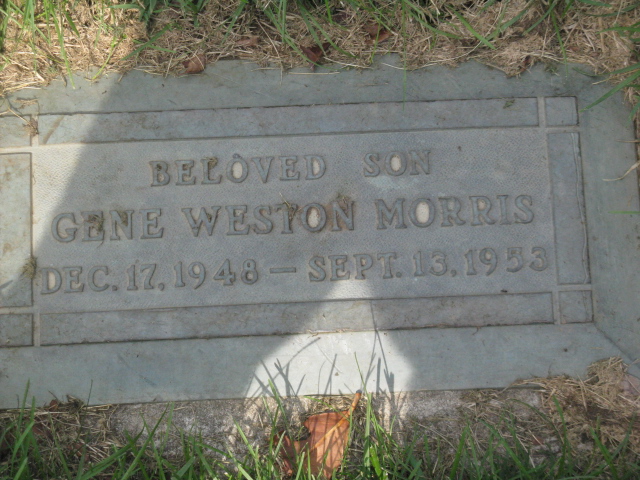 BELOVED SON
GENE WESTON MORRIS
DEC. 17, 1948 — SEPT. 13, 1953